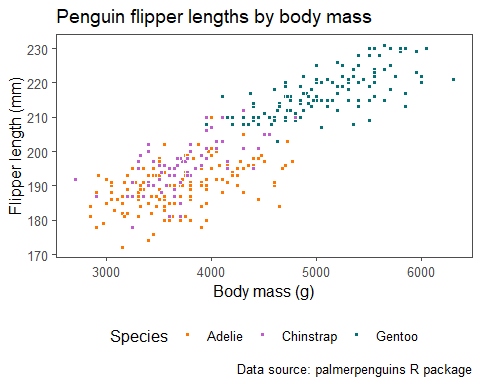 Penguin flipper lengths by body mass
Flipper length (mm)
230
220
210
200
190
180
170
3000 4000 5000 6000
Body mass (g)
Species Adelie Chinstrap Gentoo
Data source: palmerpenguins R package